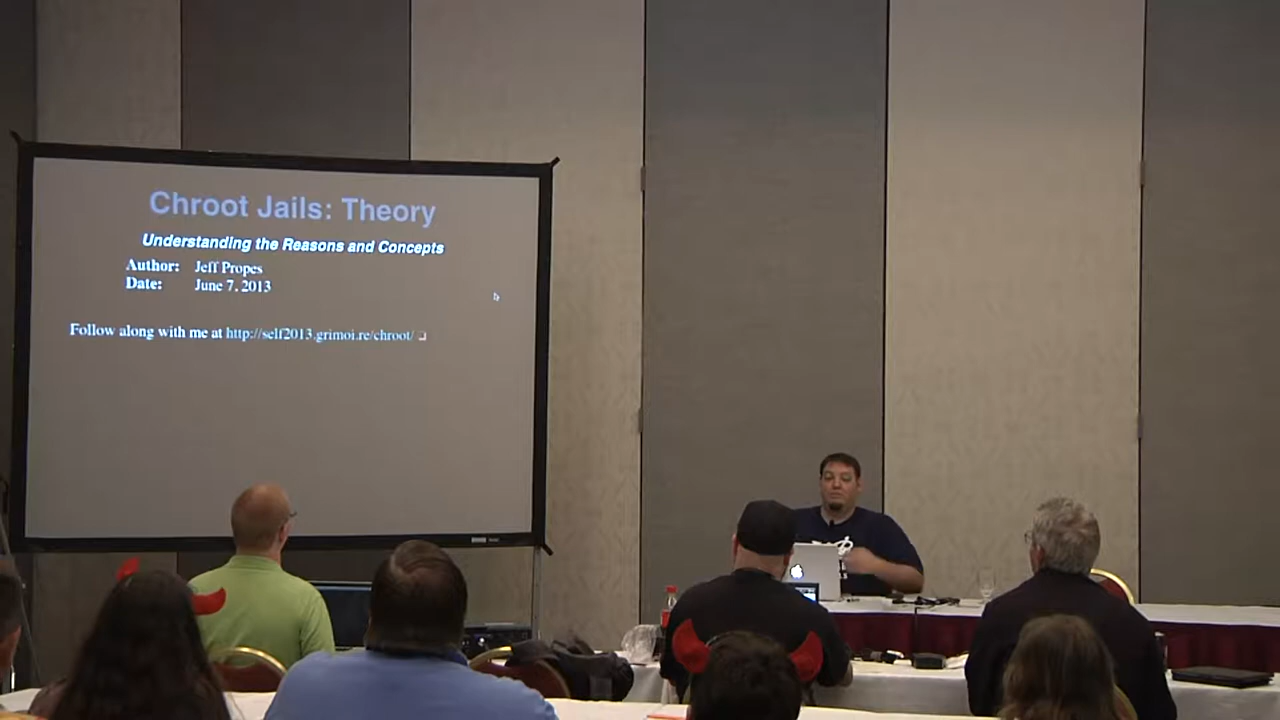 Chroot Jails: Theory
Understanding the Reasons and Concepts
Author: Jeff Propes
Date: June 7, 2013
Follow along with me at http://self2013.grimoi.re/chroot/